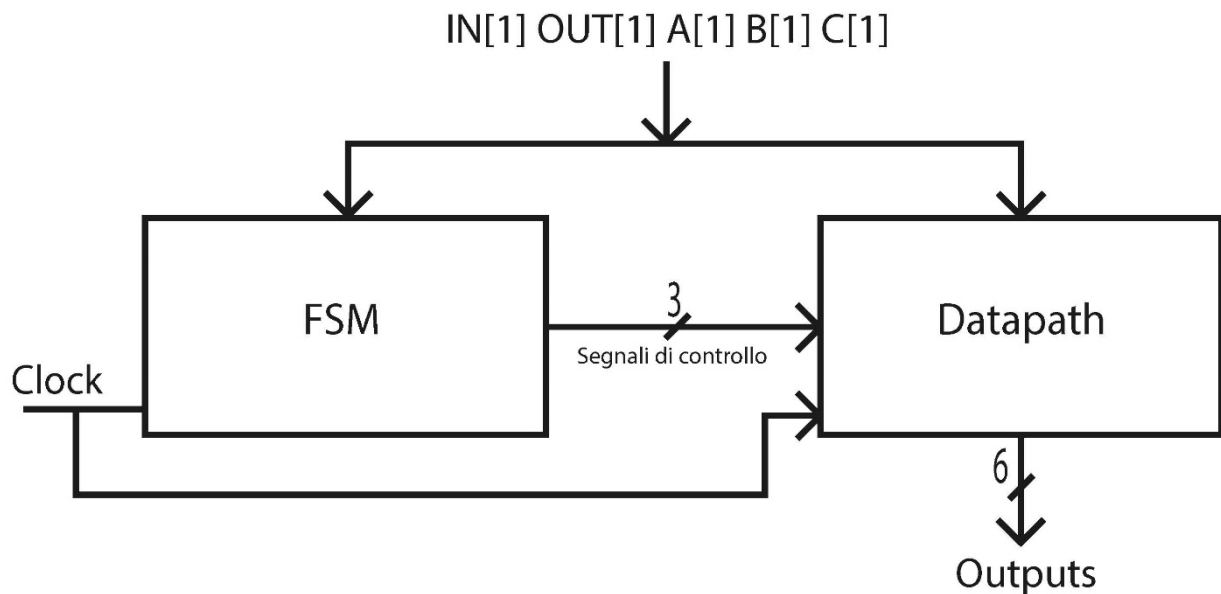 IN[1] OUT[1] A[1] B[1] C[1]
FSM
3
Segnali di controllo
Datapath
Clock
6
Outputs